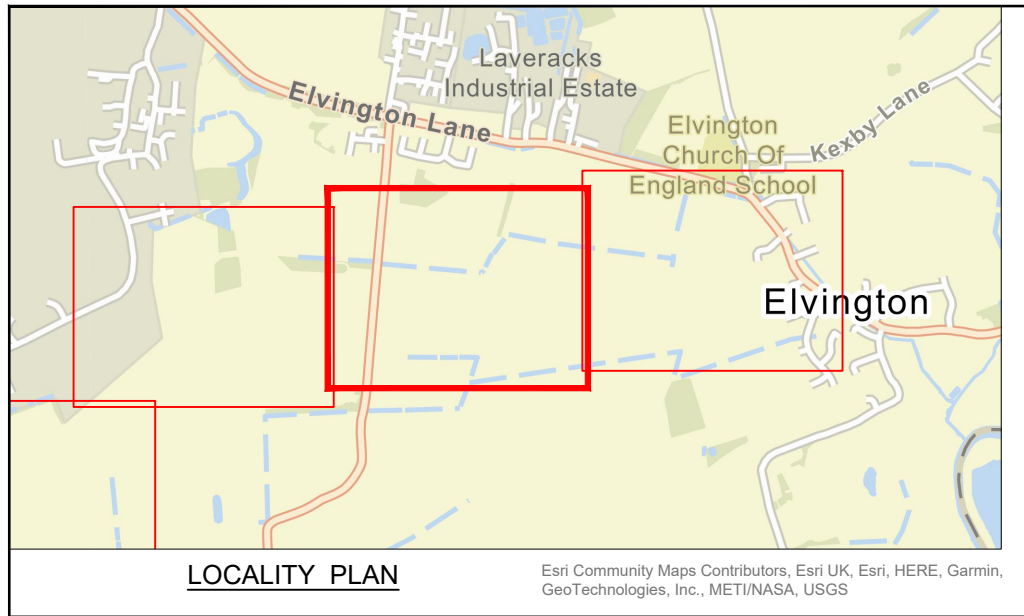 Laveracks
Industrial Estate
Elvington Lane
Elvington
Church Of
England School
Kexby Lane
Elvington
LOCALITY PLAN
Esri Community Maps Contributors, Esri UK, Esri, HERE, Garmin,
GeoTechnologies, Inc., METI/NASA, USGS